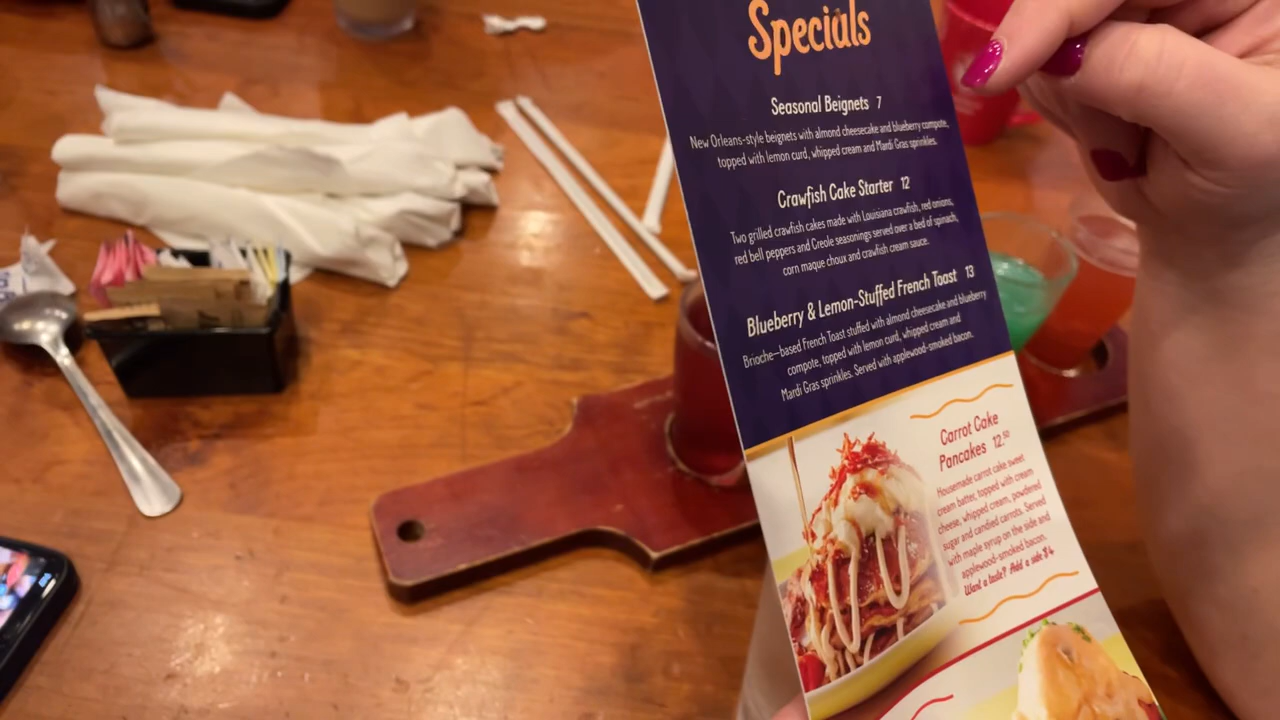 Specials
Seasonal Beignets 7
New Orleans-style beignets with almond cheesecake and blueberry compote,
topped with lemon curd, whipped cream and Mardi Gras sprinkles.
Crawfish Cake Starter 12
Two grilled crawfish cakes made with Louisiana crawfish, red onions,
red bell peppers and Creole seasonings served over a bed of spinach,
corn maque choux and crawfish cream sauce.
Blueberry & Lemon-Stuffed French Toast 13
Brioche-based French Toast stuffed with almond cheesecake and blueberry
compote, topped with lemon curd, whipped cream and
Mardi Gras sprinkles. Served with applewood-smoked bacon.
Carrot Cake
Pancakes 12.50
Housemade carrot cake sweet
cream batter, topped with cream
cheese, whipped cream, powdered
sugar and candied carrots. Served
with maple syrup on the side and
applewood-smoked bacon.
Want a taste? Add a side $4